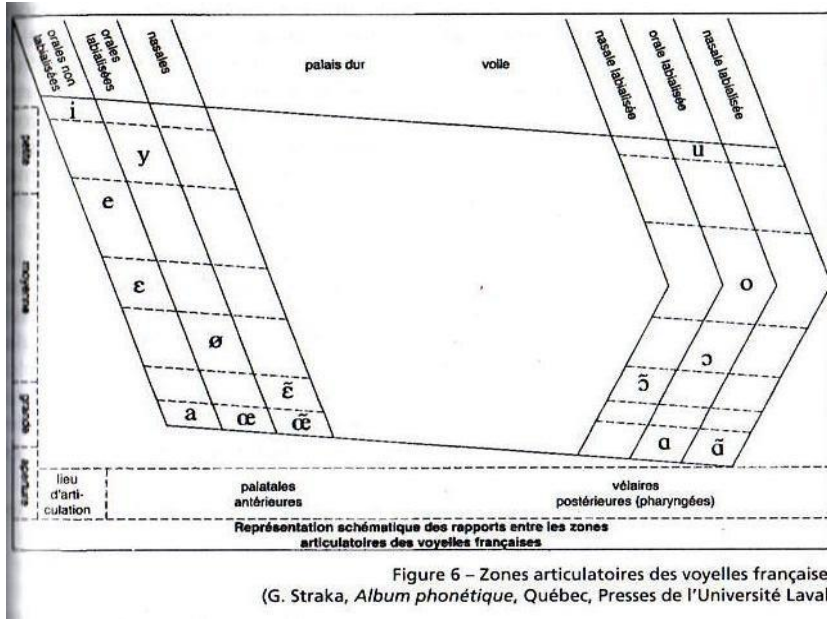 orales non
labialisées
orales
labialisées
nasales
palais dur
voile
nasale labialisée
orale labialisée
nasale labialisée
i
y
u
e
ɛ
o
ø
ɔ
ɛ̃
ɔ̃
a
œ
œ̃
ɑ
ɑ̃
petite
moyenne
grande
aperture
lieu
d'arti-
culation
palatales
antérieures
vélaires
postérieures (pharyngées)
Représentation schématique des rapports entre les zones
articulatoires des voyelles françaises
Figure 6 – Zones articulatoires des voyelles française
(G. Straka, Album phonétique, Québec, Presses de l'Université Laval